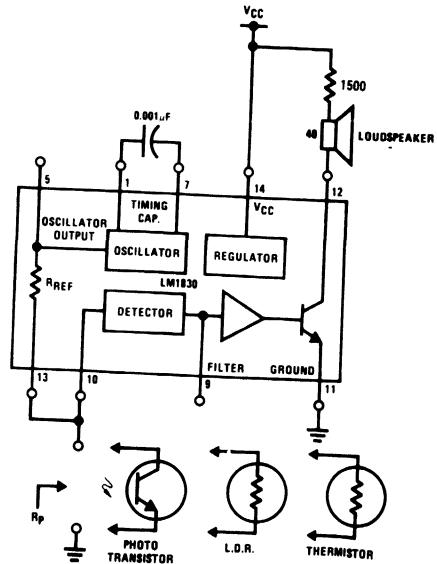 VCC
1500
0.001µF
40
LOUDSPEAKER
5
1
7
14
12
TIMING
CAP.
VCC
OSCILLATOR
OUTPUT
OSCILLATOR
REGULATOR
LM1830
RREF
DETECTOR
FILTER
GROUND
13
10
9
11
RP
PHOTO
TRANSISTOR
L.D.R.
THERMISTOR